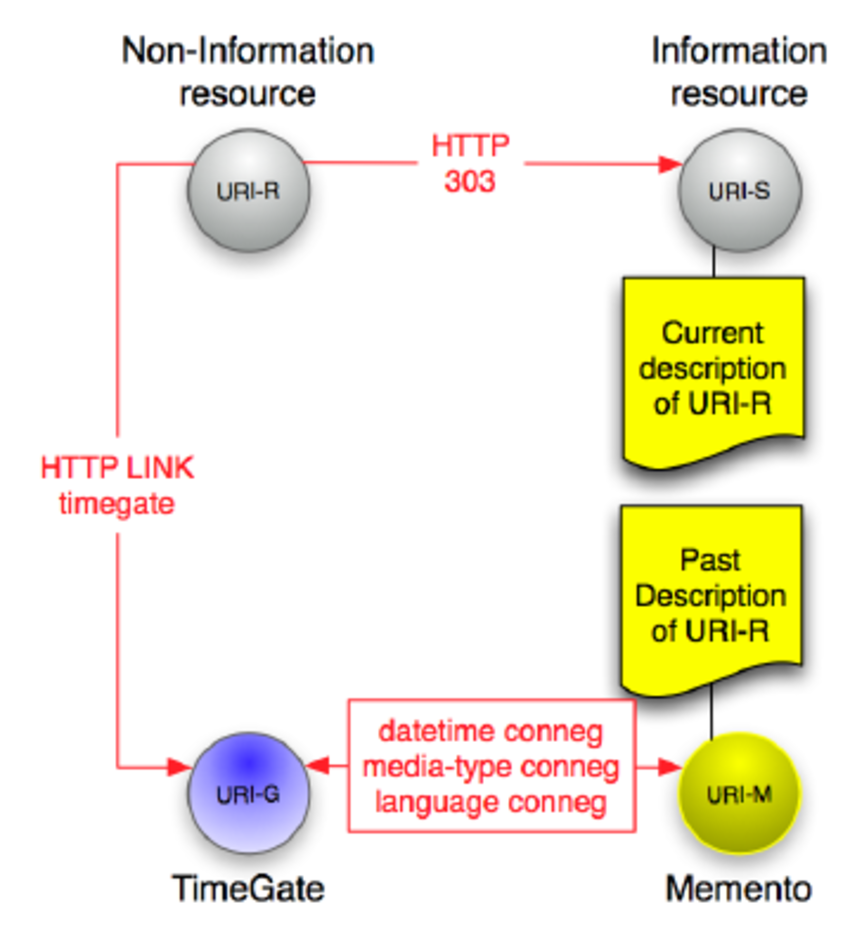 Non-Information
resource
Information
resource
URI-R
HTTP
303
URI-S
Current
description
of URI-R
HTTP LINK
timegate
Past
Description
of URI-R
URI-G
datetime conneg
media-type conneg
language conneg
URI-M
TimeGate
Memento